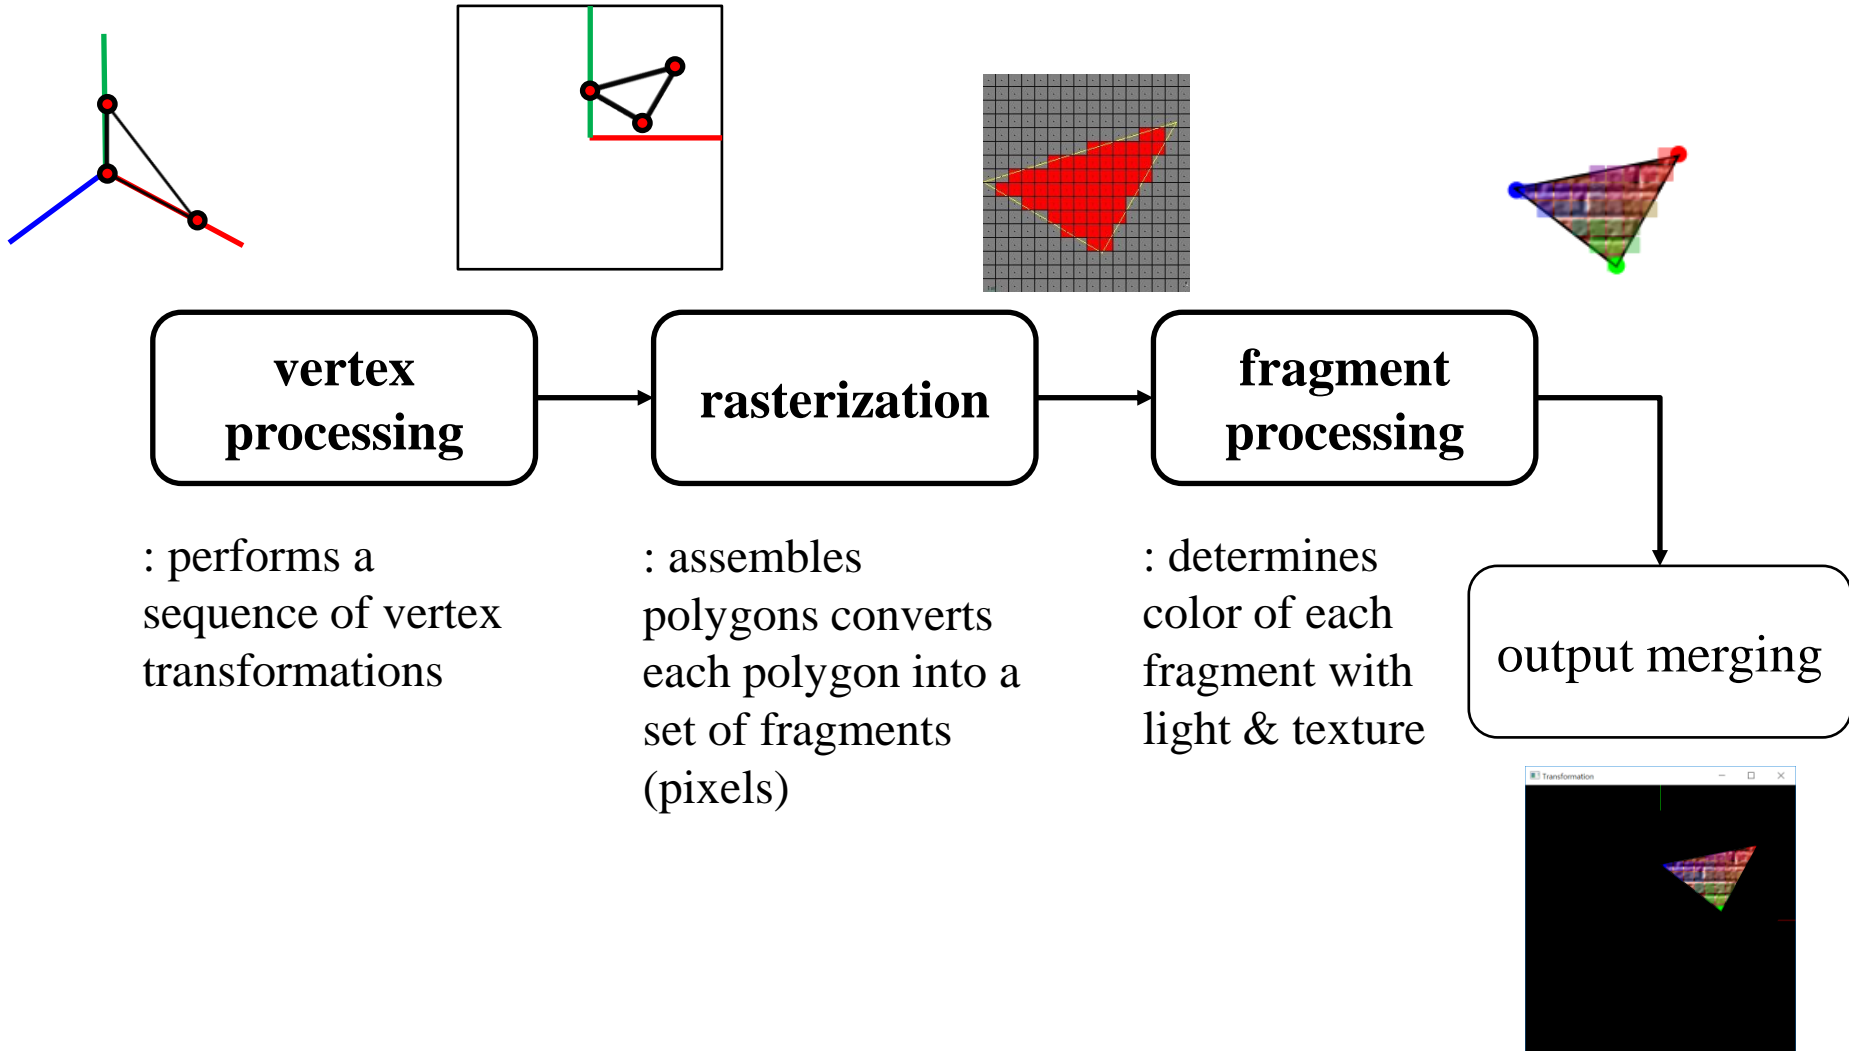 vertex
processing
rasterization
fragment
processing
: performs a
sequence of vertex
transformations
: assembles
polygons converts
each polygon into a
set of fragments
(pixels)
: determines
color of each
fragment with
light & texture
output merging
Transformation